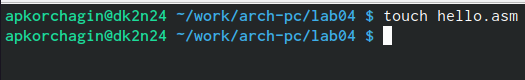 apkorchagin@dk2n24 ~/work/arch-pc/lab04 $ touch hello.asm
apkorchagin@dk2n24 ~/work/arch-pc/lab04 $